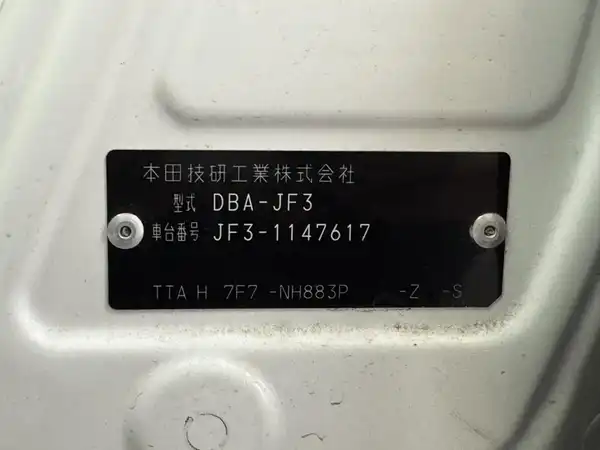 本田技研工業株式会社
型式 DBA-JF3
車台番号 JF3-1147617
TTA H 7F7 -NH883P -Z -S